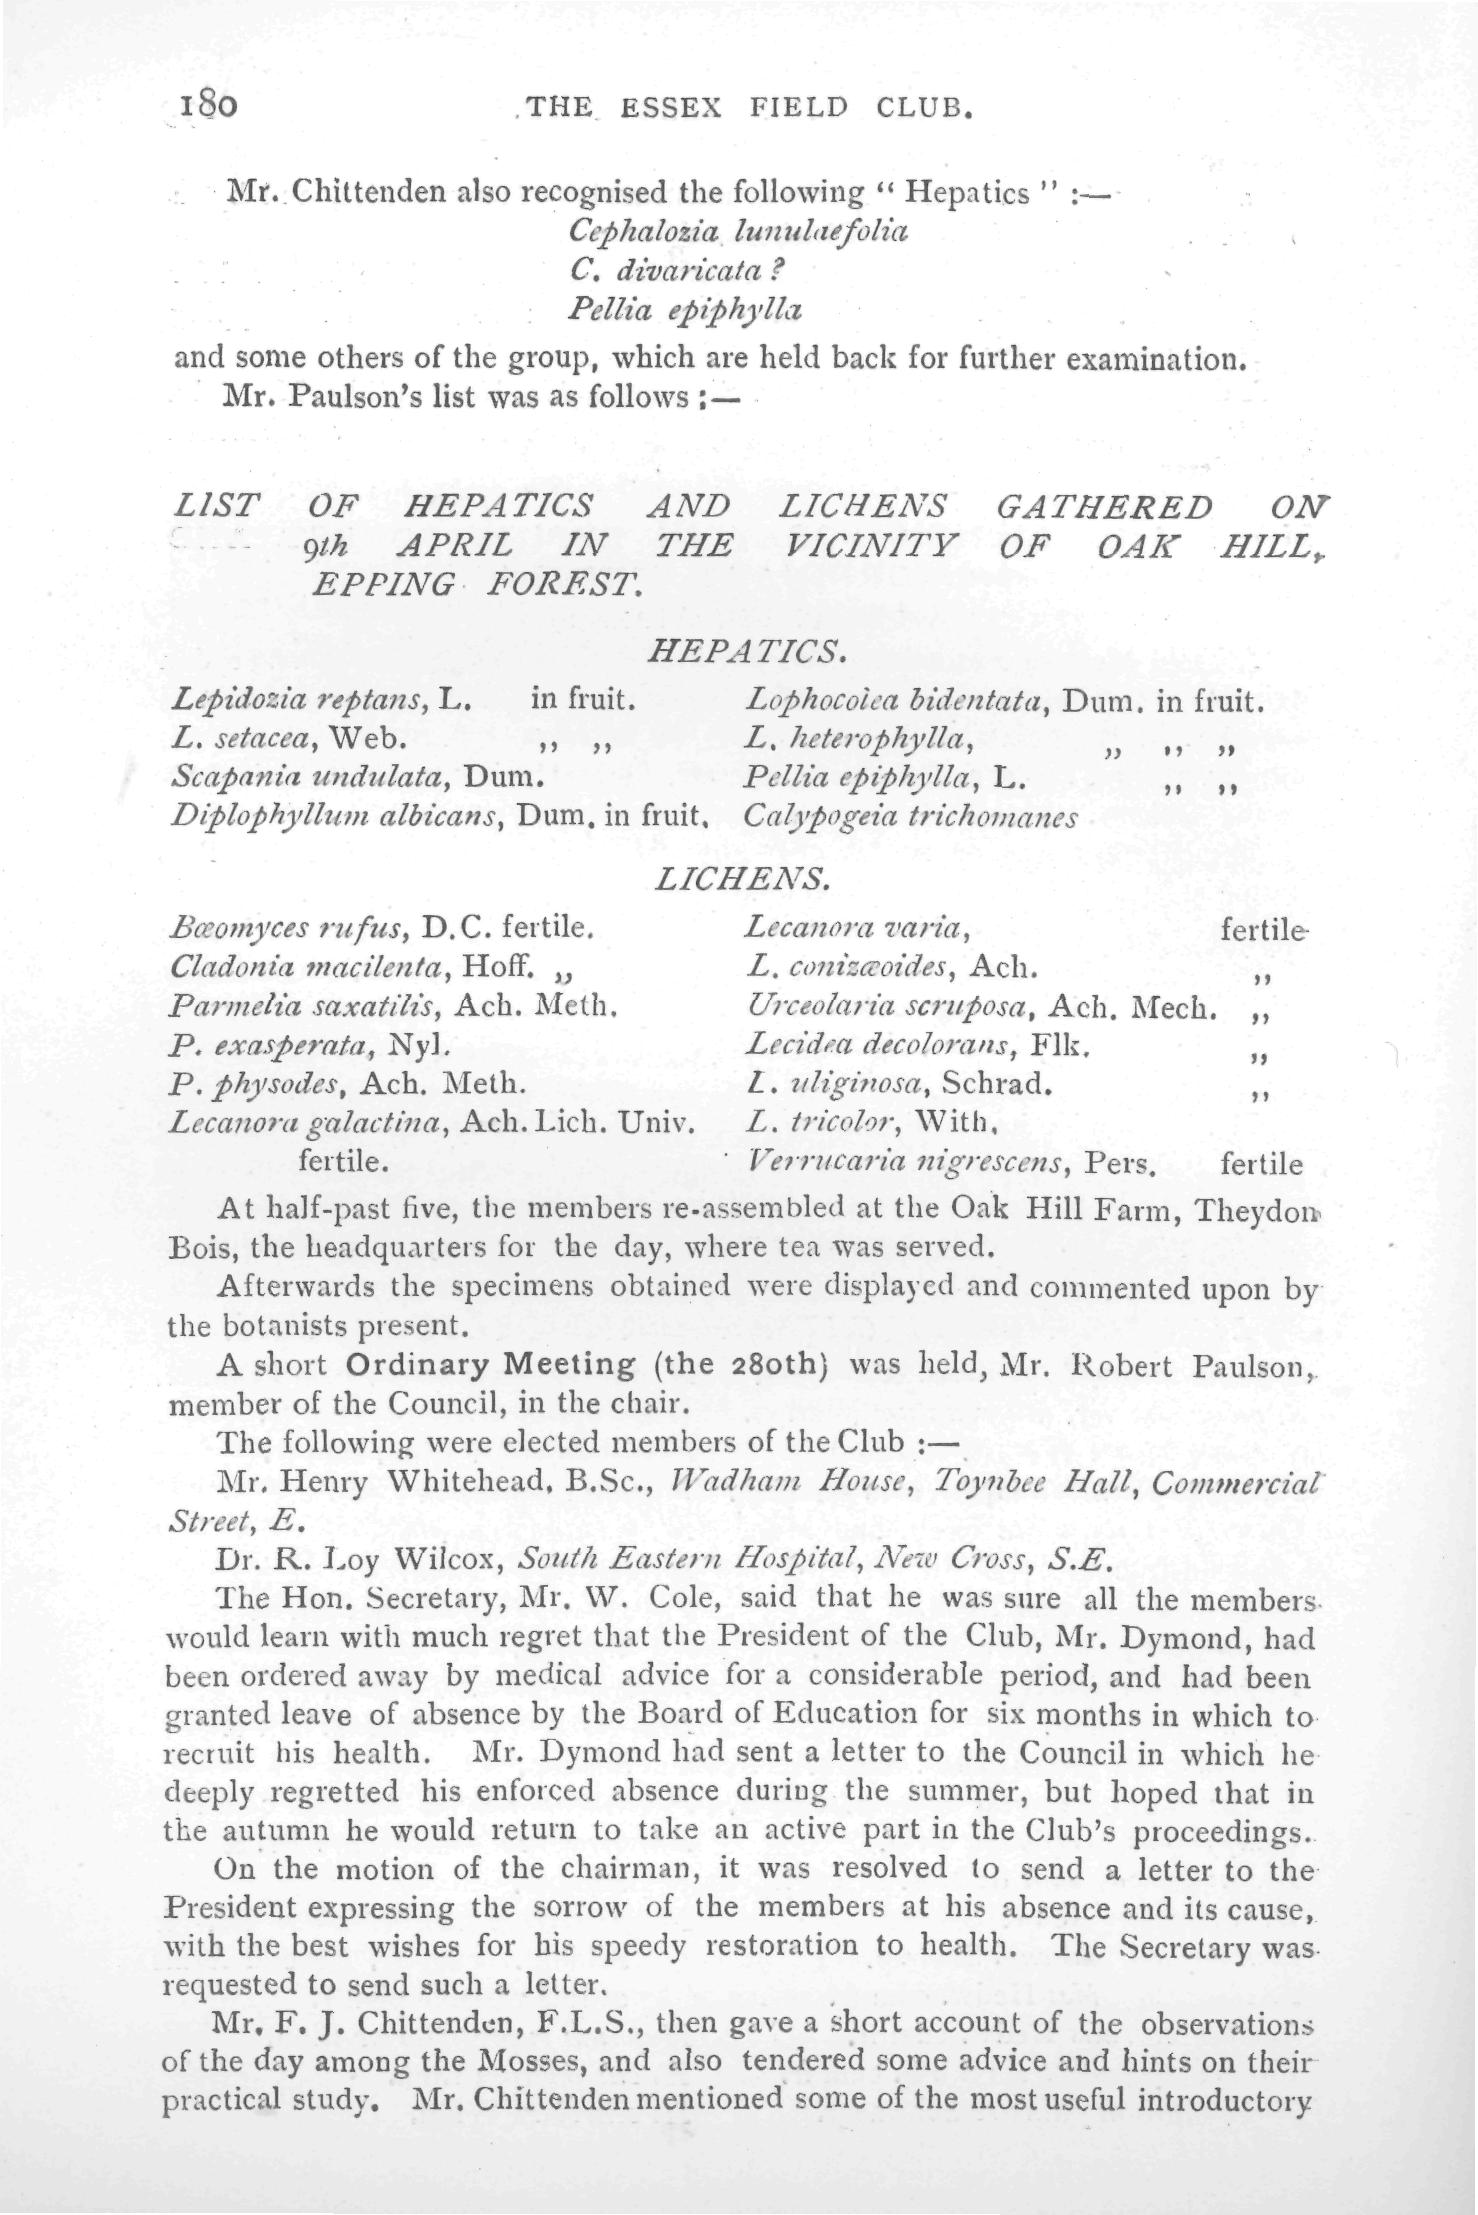 180 THE ESSEX FIELD CLUB.
Mr. Chittenden also recognised the following “ Hepatics ” :—
Cephalozia lunulaefolia
C. divaricata ?
Pellia epiphylla
and some others of the group, which are held back for further examination.
Mr. Paulson's list was as follows :—
LIST OF HEPATICS AND LICHENS GATHERED ON
9th APRIL IN THE VICINITY OF OAK HILL,
EPPING FOREST.
HEPATICS.
Lepidozia reptans, L. in fruit.
L. setacea, Web. ,, ,,
Scapania undulata, Dum.
Diplophyllum albicans, Dum. in fruit.
Lophocolea bidentata, Dum. in fruit.
L. heterophylla, ,, ,, ,,
Pellia epiphylla, L. ,, ,,
Calypogeia trichomanes
LICHENS.
Bœomyces rufus, D.C. fertile.
Cladonia macilenta, Hoff. ,,
Parmelia saxatilis, Ach. Meth.
P. exasperata, Nyl.
P. physodes, Ach. Meth.
Lecanora galactina, Ach. Lich. Univ.
fertile.
Lecanora varia, fertile
L. conizœoides, Ach. ,,
Urceolaria scruposa, Ach. Mech. ,,
Lecidea decolorans, Flk. ,,
L. uliginosa, Schrad. ,,
L. tricolor, With.
Verrucaria nigrescens, Pers. fertile
At half-past five, the members re-assembled at the Oak Hill Farm, Theydon
Bois, the headquarters for the day, where tea was served.
Afterwards the specimens obtained were displayed and commented upon by
the botanists present.
A short Ordinary Meeting (the 280th) was held, Mr. Robert Paulson,
member of the Council, in the chair.
The following were elected members of the Club :—
Mr. Henry Whitehead, B.Sc., Wadham House, Toynbee Hall, Commercial
Street, E.
Dr. R. Loy Wilcox, South Eastern Hospital, New Cross, S.E.
The Hon. Secretary, Mr. W. Cole, said that he was sure all the members
would learn with much regret that the President of the Club, Mr. Dymond, had
been ordered away by medical advice for a considerable period, and had been
granted leave of absence by the Board of Education for six months in which to
recruit his health. Mr. Dymond had sent a letter to the Council in which he
deeply regretted his enforced absence during the summer, but hoped that in
the autumn he would return to take an active part in the Club's proceedings.
On the motion of the chairman, it was resolved to send a letter to the
President expressing the sorrow of the members at his absence and its cause,
with the best wishes for his speedy restoration to health. The Secretary was
requested to send such a letter.
Mr. F. J. Chittenden, F.L.S., then gave a short account of the observations
of the day among the Mosses, and also tendered some advice and hints on their
practical study. Mr. Chittenden mentioned some of the most useful introductory